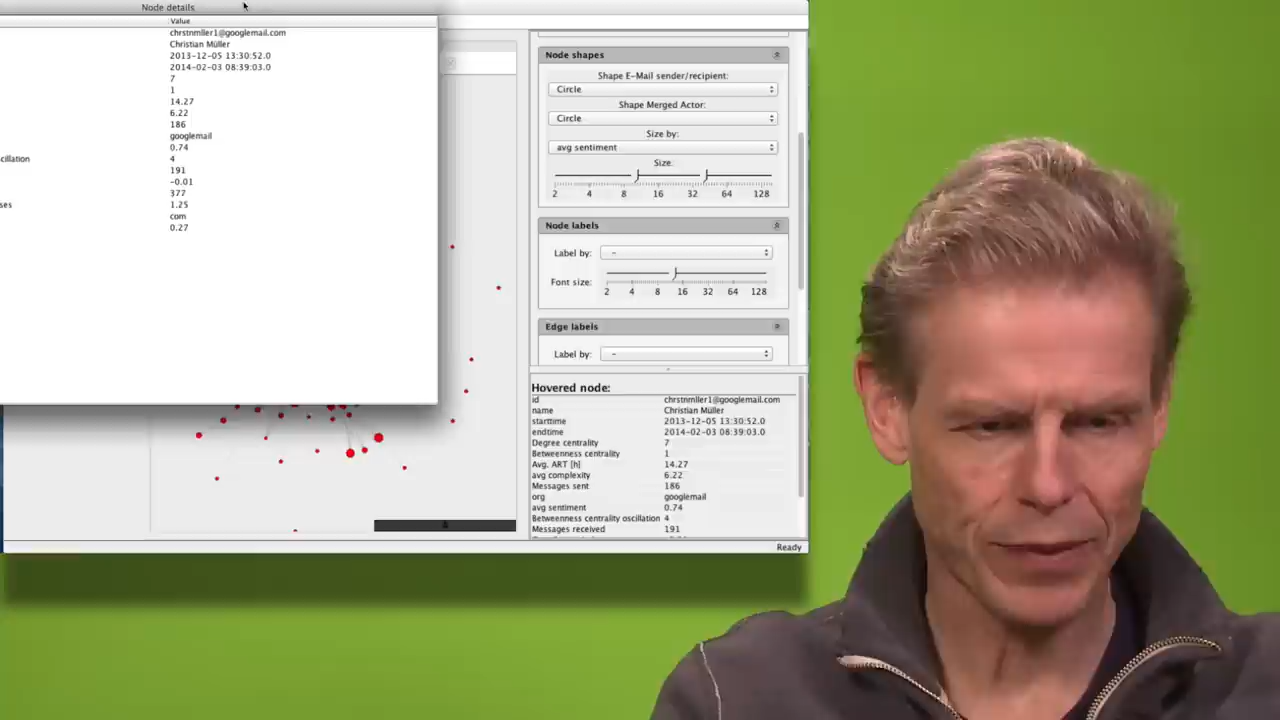 Node details
Value
chrstnmller1@googlemail.com
Christian Müller
2013-12-05 13:30:52.0
2014-02-03 08:39:03.0
7
1
14.27
6.22
186
googlemail
0.74
cillation 4
191
-0.01
377
ses 1.25
com
0.27
Node shapes
Shape E-Mail sender/recipient:
Circle
Shape Merged Actor:
Circle
Size by:
avg sentiment
Size:
2 4 8 16 32 64 128
Node labels
Label by: -
Font size:
2 4 8 16 32 64 128
Edge labels
Label by: -
Hovered node:
id chrstnmller1@googlemail.com
name Christian Müller
starttime 2013-12-05 13:30:52.0
endtime 2014-02-03 08:39:03.0
Degree centrality 7
Betweenness centrality 1
Avg. ART [h] 14.27
avg complexity 6.22
Messages sent 186
org googlemail
avg sentiment 0.74
Betweenness centrality oscillation 4
Messages received 191
Ready